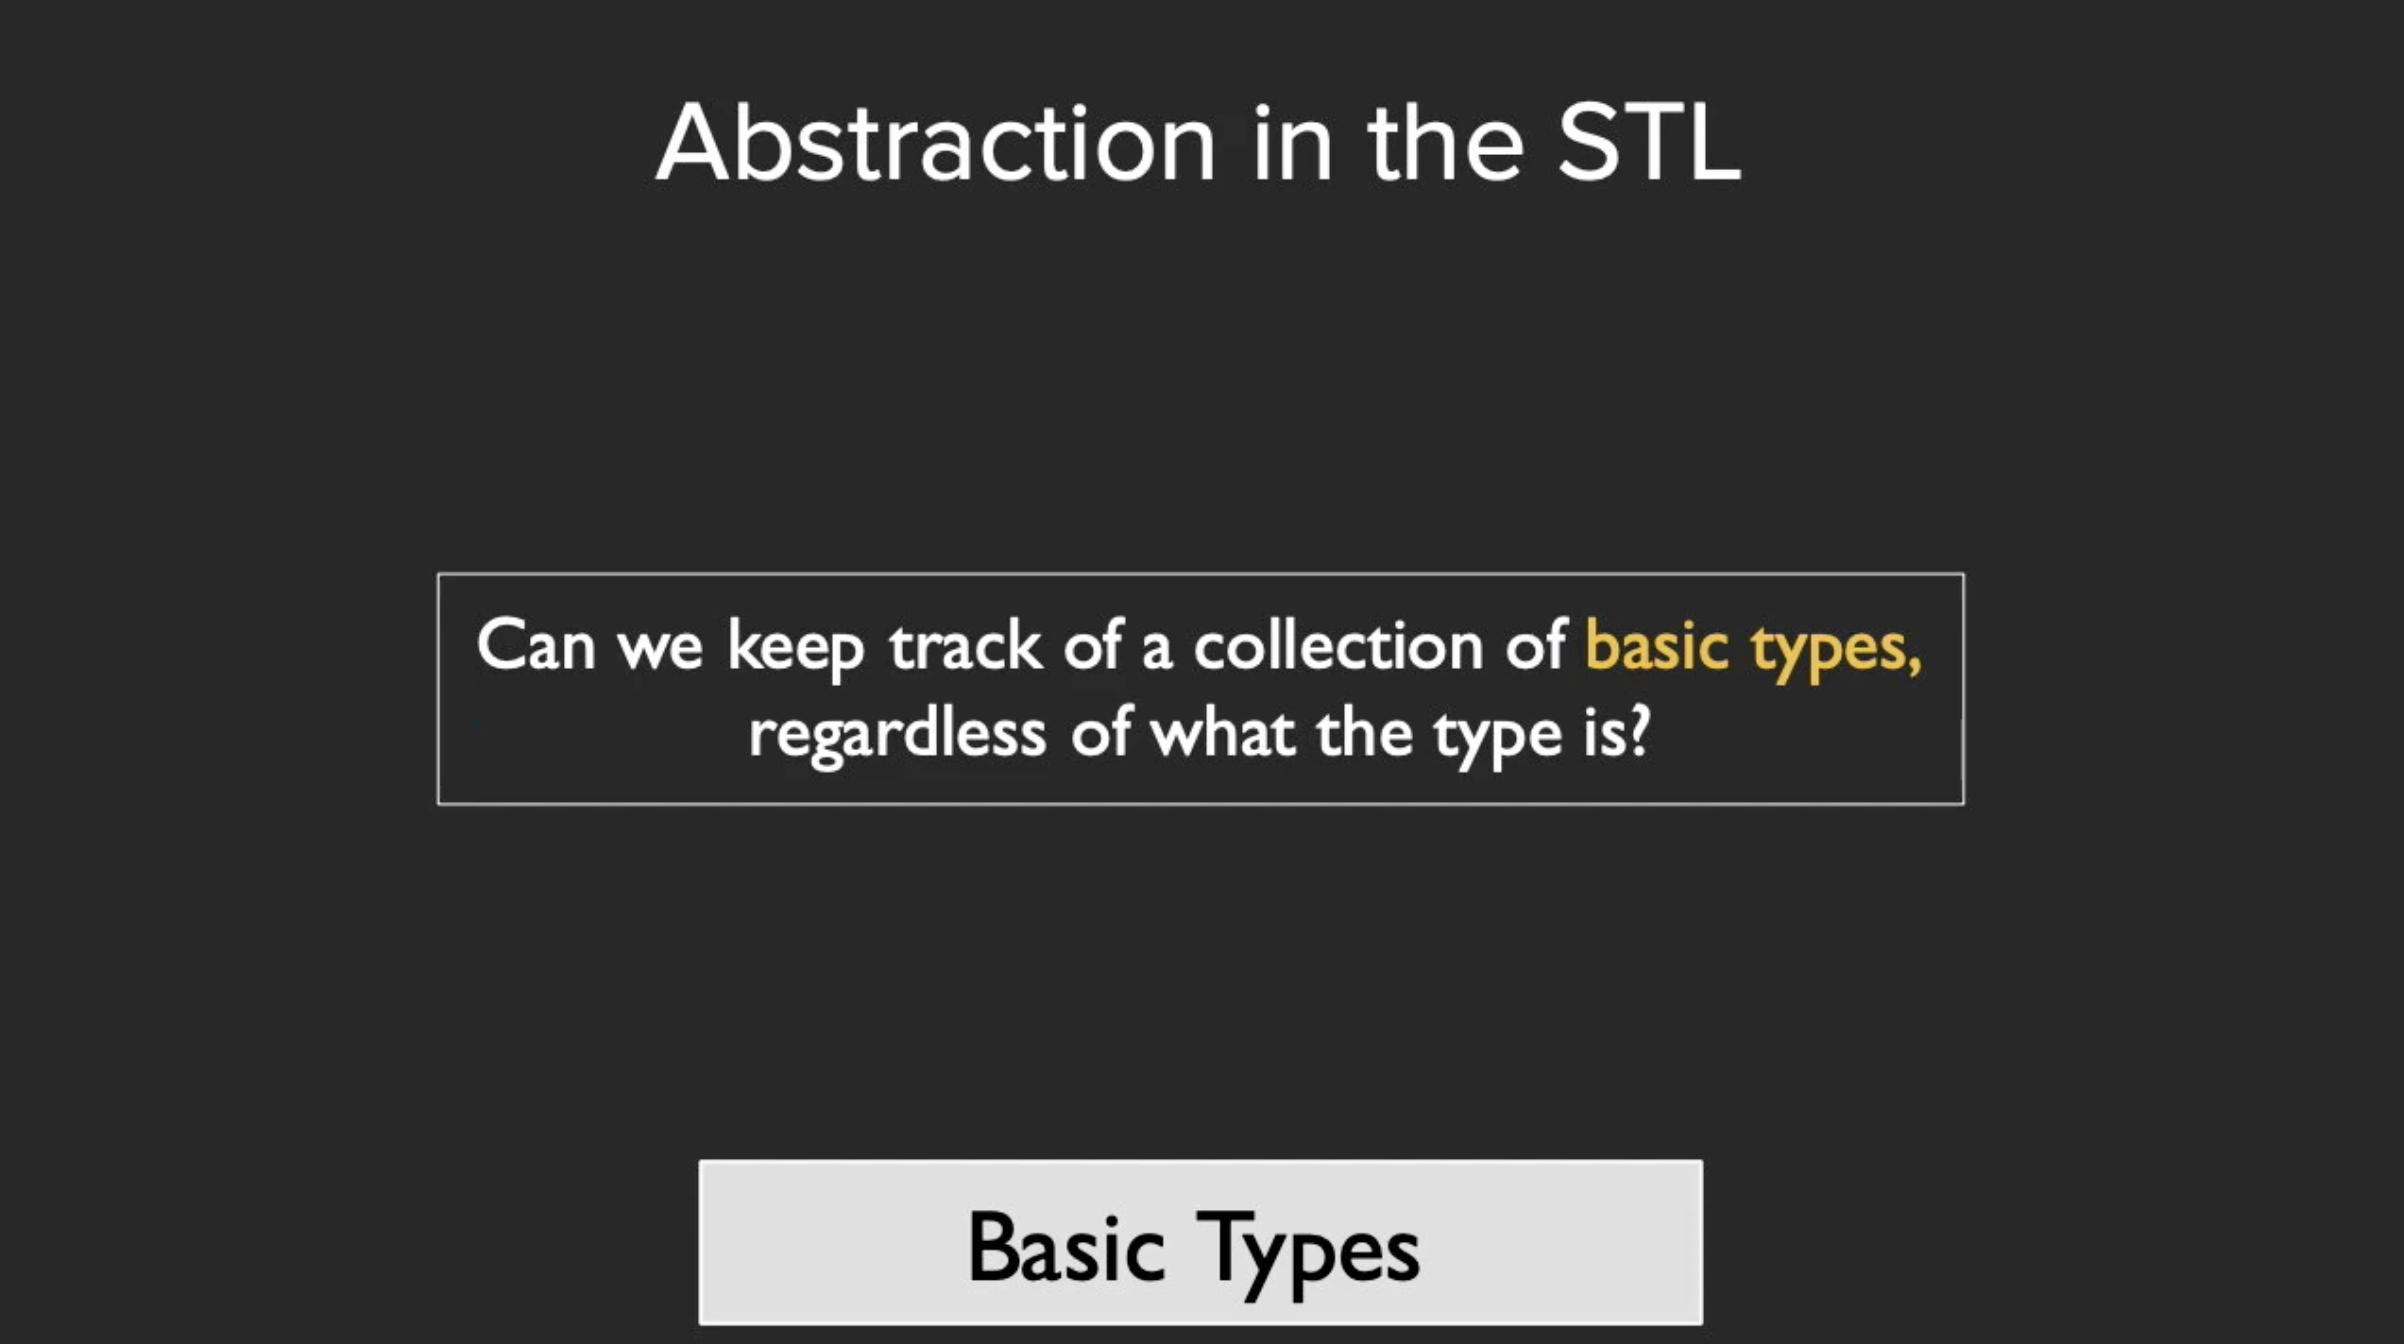 Abstraction in the STL
Can we keep track of a collection of basic types,
regardless of what the type is?
Basic Types